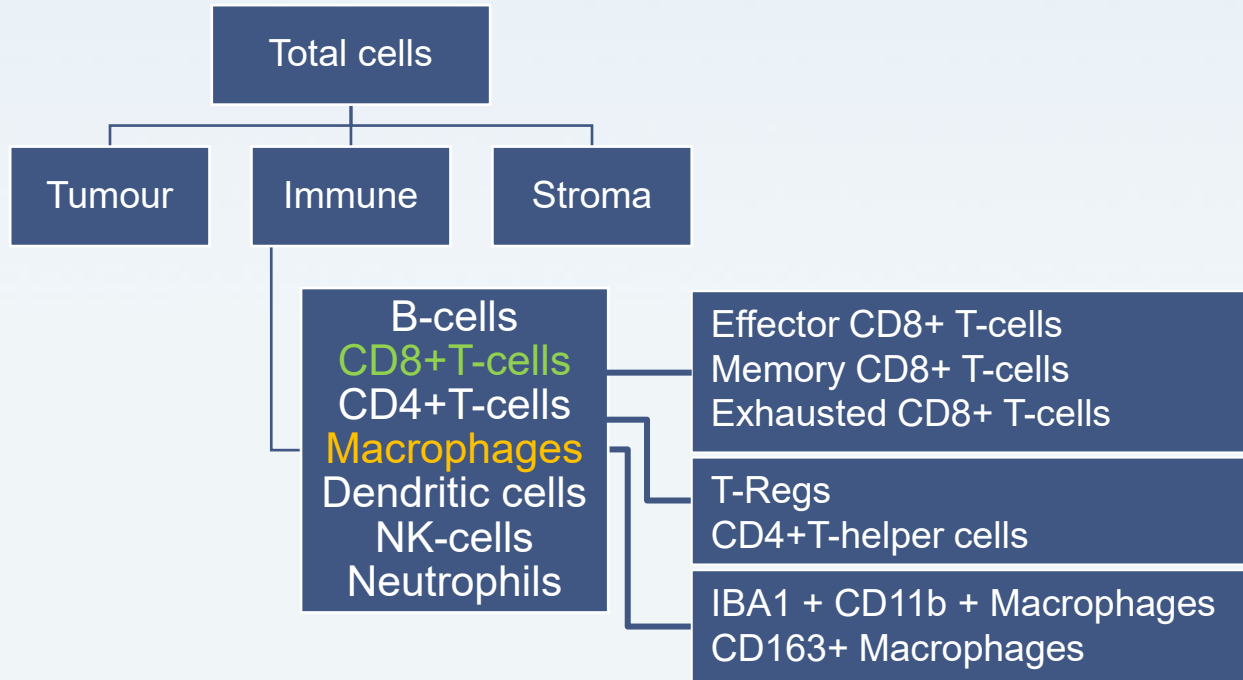 Total cells
Tumour
Immune
Stroma
B-cells
CD8+T-cells
CD4+T-cells
Macrophages
Dendritic cells
NK-cells
Neutrophils
Effector CD8+ T-cells
Memory CD8+ T-cells
Exhausted CD8+ T-cells
T-Regs
CD4+T-helper cells
IBA1 + CD11b + Macrophages
CD163+ Macrophages